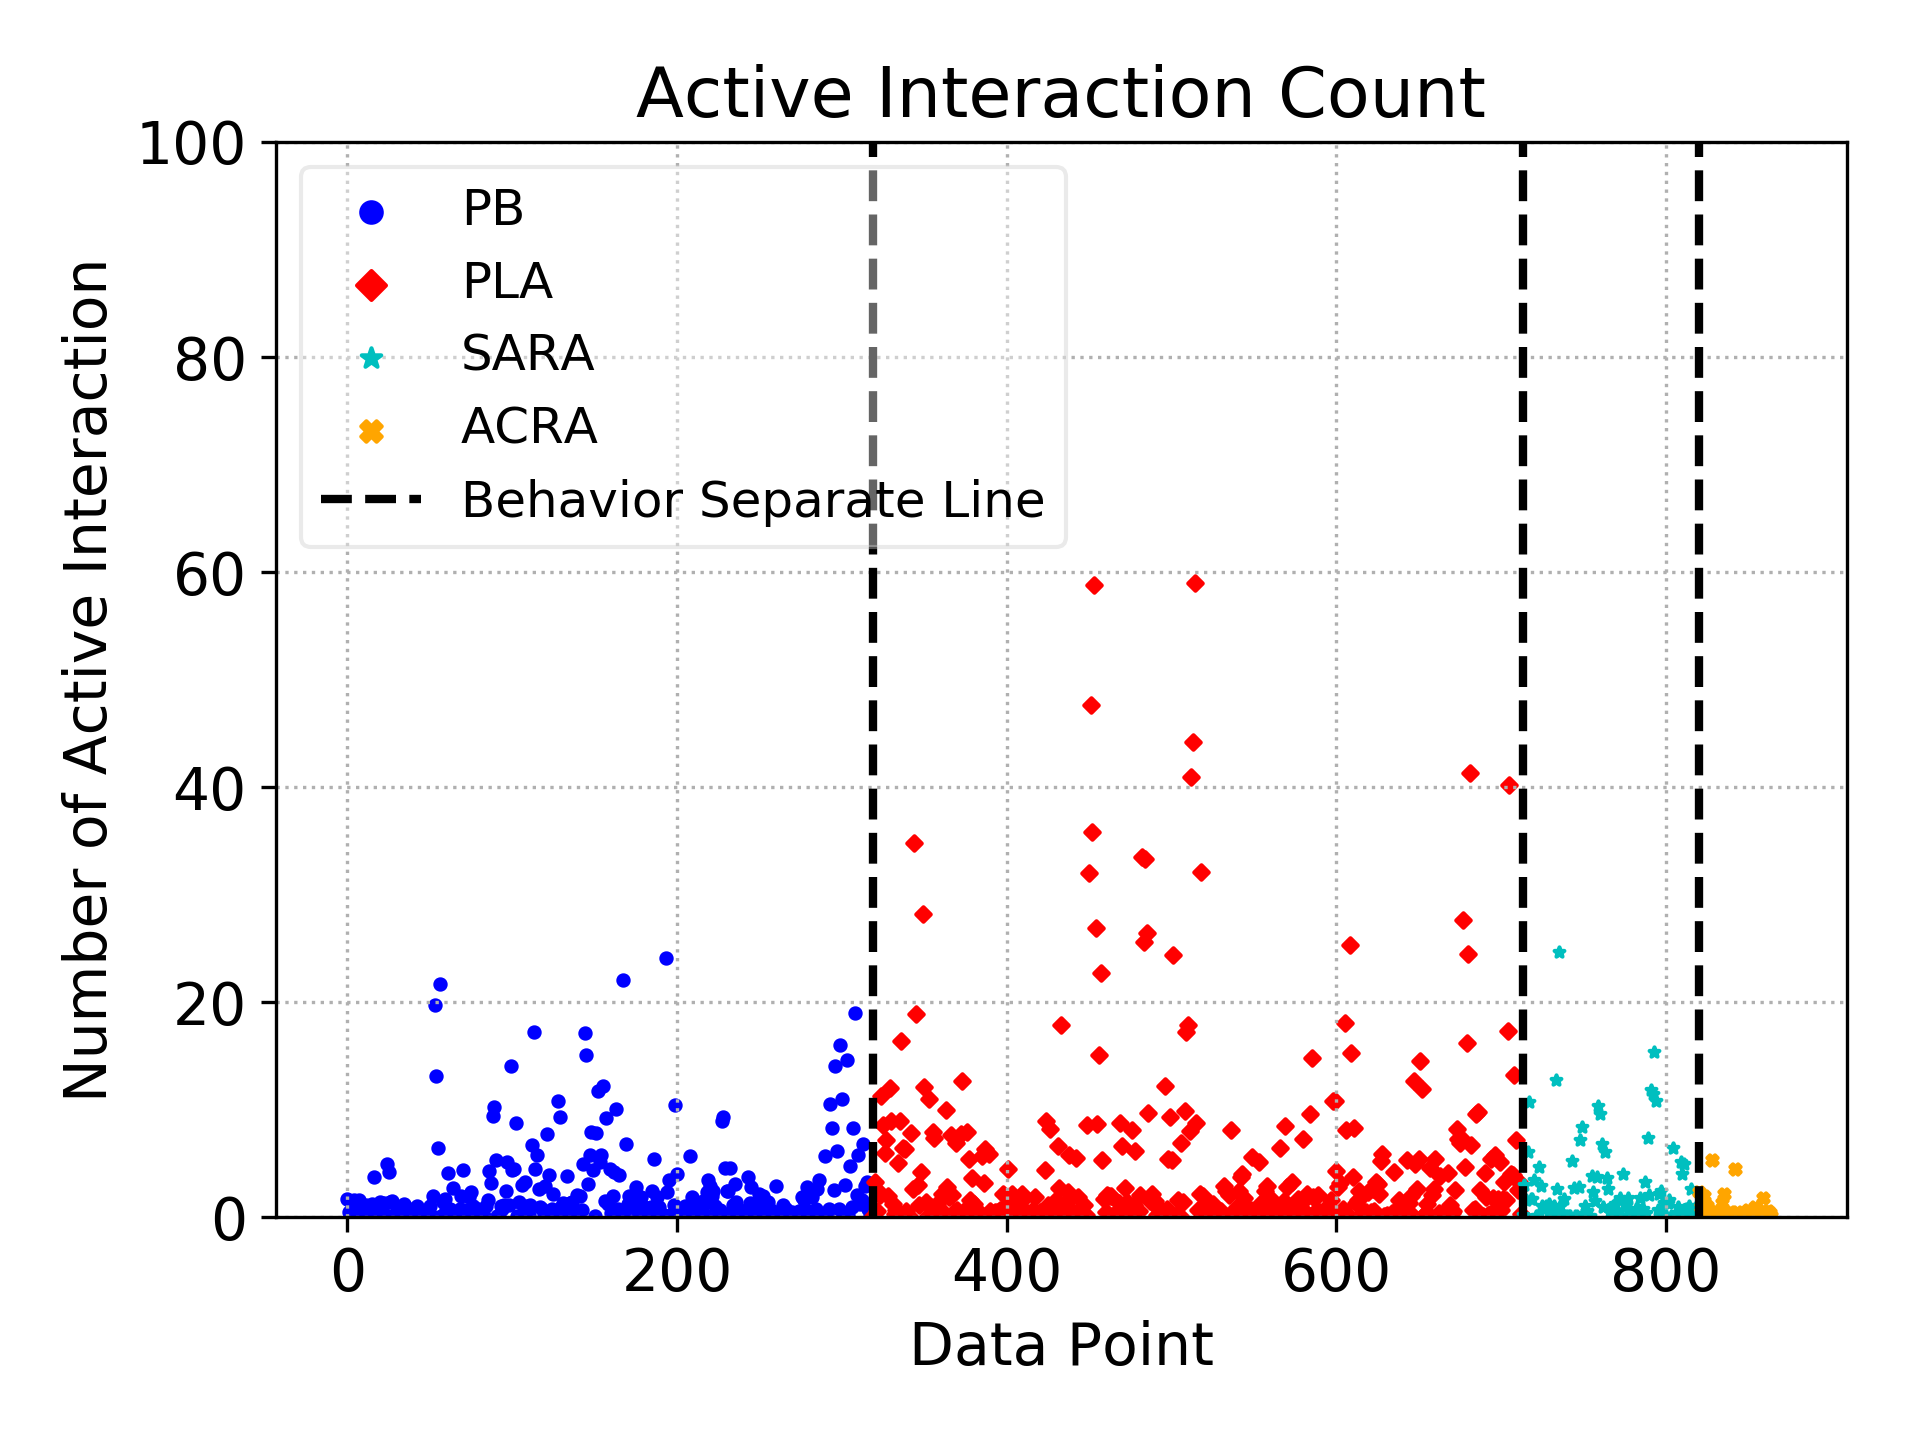 Active Interaction Count
Number of Active Interaction
100
80
60
40
20
0
PB
PLA
SARA
ACRA
Behavior Separate Line
0 200 400 600 800
Data Point